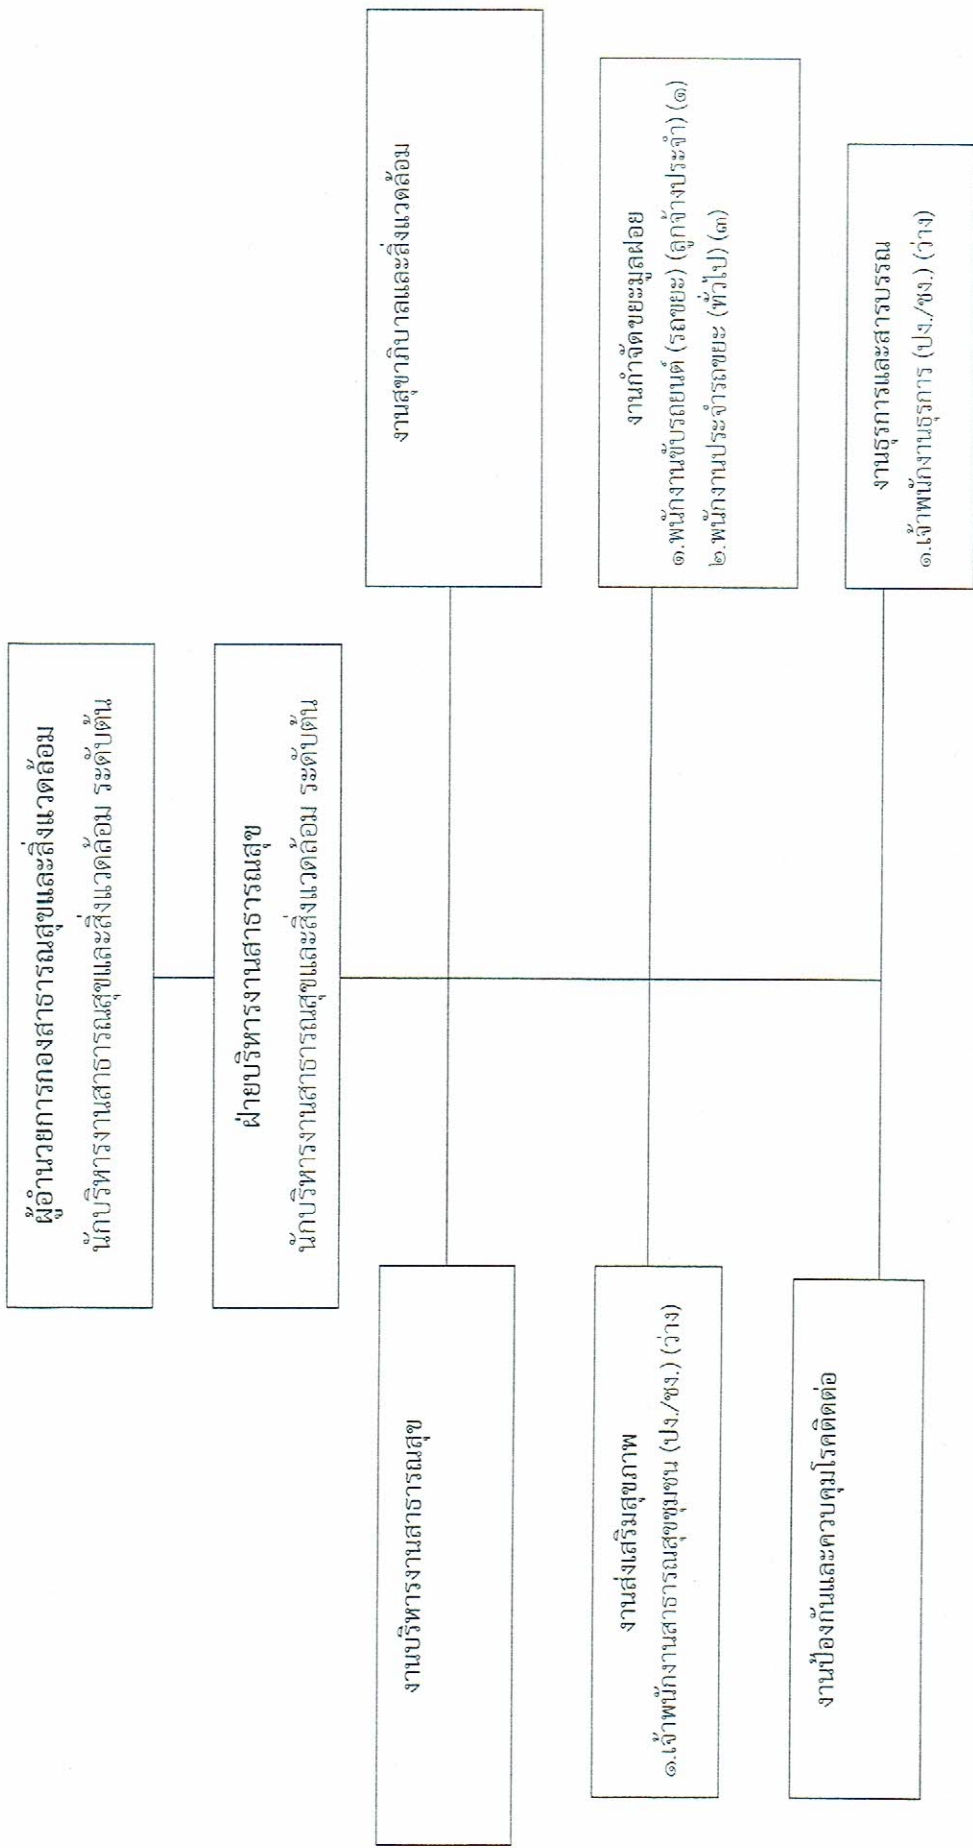 ผู้อำนวยการกองสาธารณสุขและสิ่งแวดล้อม
นักบริหารงานสาธารณสุขและสิ่งแวดล้อม ระดับต้น
ฝ่ายบริหารงานสาธารณสุข
นักบริหารงานสาธารณสุขและสิ่งแวดล้อม ระดับต้น
งานบริหารงานสาธารณสุข
งานสุขาภิบาลและสิ่งแวดล้อม
งานส่งเสริมสุขภาพ
๑.เจ้าพนักงานสาธารณสุขชุมชน (ปง./ชง.) (ว่าง)
งานกำจัดขยะมูลฝอย
๑.พนักงานขับรถยนต์ (รถขยะ) (ลูกจ้างประจำ) (๑)
๒.พนักงานประจำรถขยะ (ทั่วไป) (๓)
งานป้องกันและควบคุมโรคติดต่อ
งานธุรการและสารบรรณ
๑.เจ้าพนักงานธุรการ (ปง./ชง.) (ว่าง)